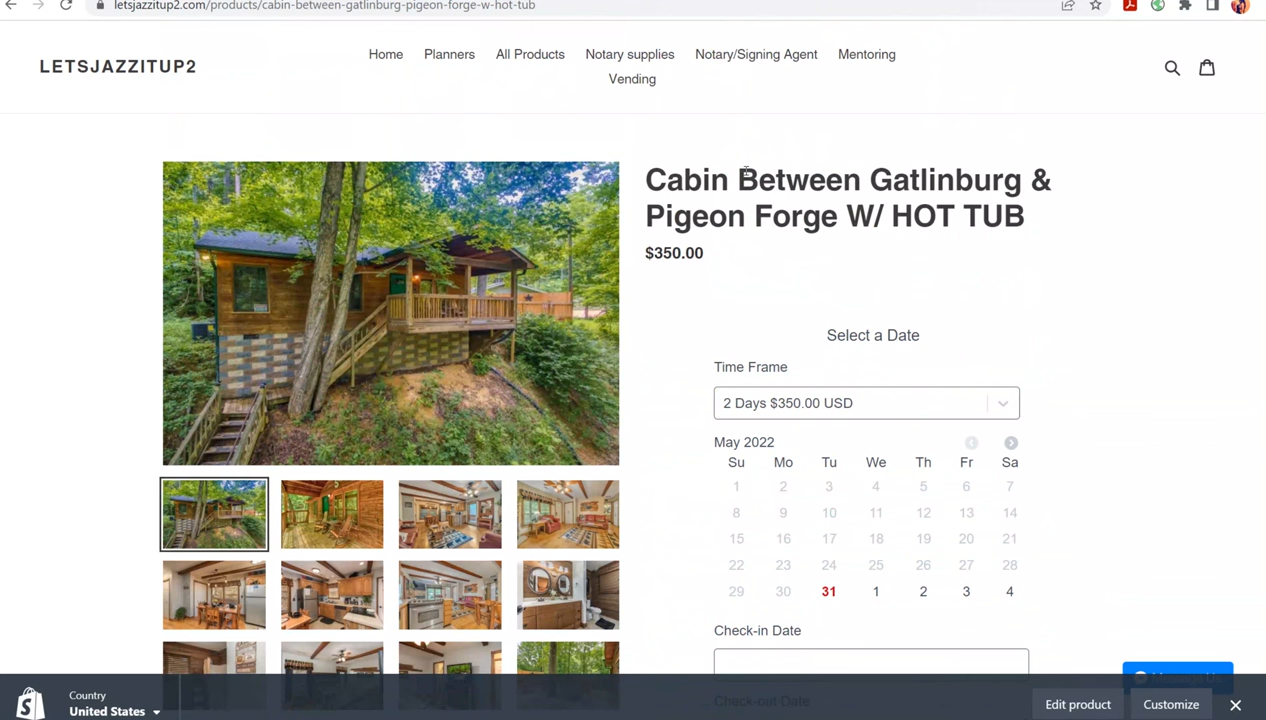 letsjazzitup2.com/products/cabin-between-gatlinburg-pigeon-forge-w-hot-tub
LETSJAZZITUP2
Home Planners All Products Notary supplies Notary/Signing Agent Mentoring
Vending
Cabin Between Gatlinburg &
Pigeon Forge W/ HOT TUB
$350.00
Select a Date
Time Frame
2 Days $350.00 USD
May 2022
Su Mo Tu We Th Fr Sa
1 2 3 4 5 6 7
8 9 10 11 12 13 14
15 16 17 18 19 20 21
22 23 24 25 26 27 28
29 30 31 1 2 3 4
Check-in Date
Check-out Date
Country
United States
Edit product
Customize